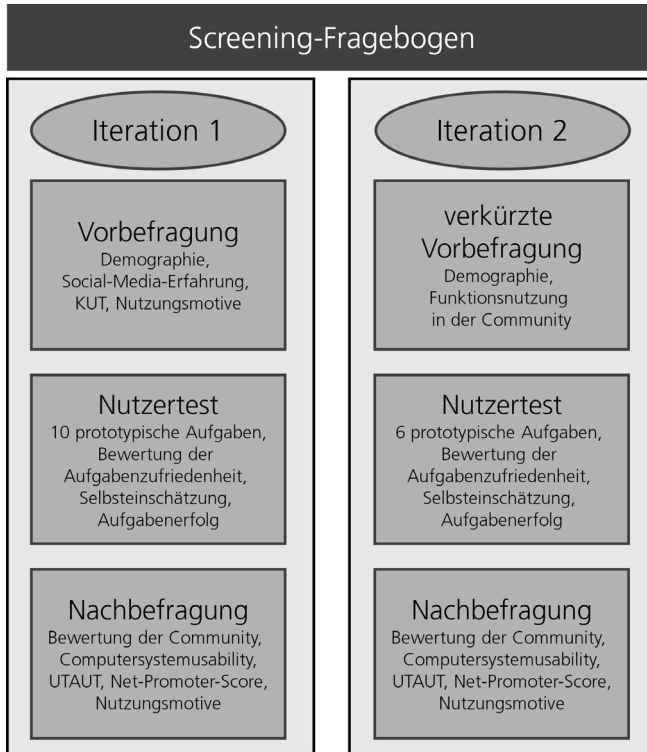 Screening-Fragebogen
Iteration 1
Vorbefragung
Demographie,
Social-Media-Erfahrung,
KUT, Nutzungsmotive
Nutzertest
10 prototypische Aufgaben,
Bewertung der
Aufgabenzufriedenheit,
Selbsteinschätzung,
Aufgabenerfolg
Nachbefragung
Bewertung der Community,
Computersystemusability,
UTAUT, Net-Promoter-Score,
Nutzungsmotive
Iteration 2
verkürzte
Vorbefragung
Demographie,
Funktionsnutzung
in der Community
Nutzertest
6 prototypische Aufgaben,
Bewertung der
Aufgabenzufriedenheit,
Selbsteinschätzung,
Aufgabenerfolg
Nachbefragung
Bewertung der Community,
Computersystemusability,
UTAUT, Net-Promoter-Score,
Nutzungsmotive